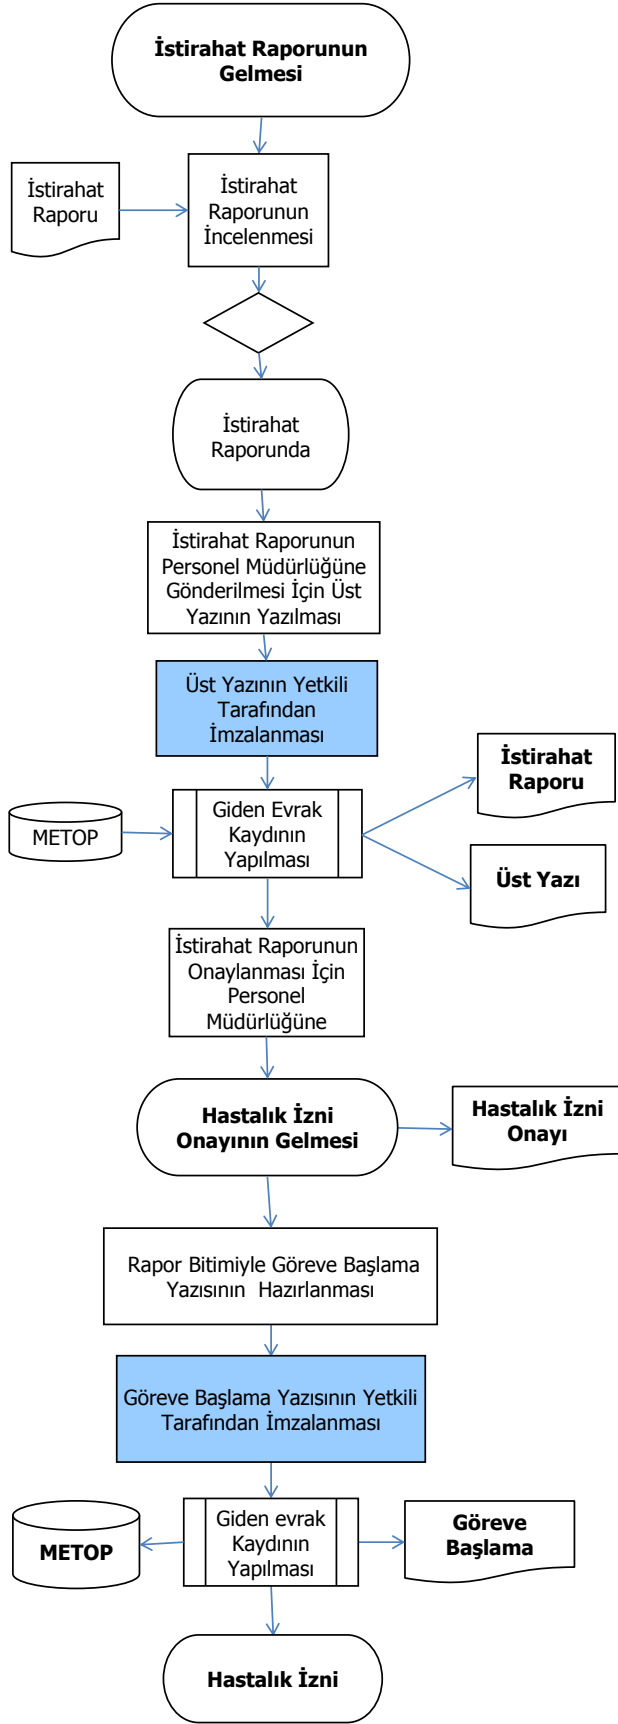 İstirahat Raporunun
Gelmesi
İstirahat
Raporu
İstirahat
Raporunun
İncelenmesi
İstirahat
Raporunda
İstirahat Raporunun
Personel Müdürlüğüne
Gönderilmesi İçin Üst
Yazının Yazılması
Üst Yazının Yetkili
Tarafından
İmzalanması
METOP
Giden Evrak
Kaydının
Yapılması
İstirahat
Raporu
Üst Yazı
İstirahat Raporunun
Onaylanması İçin
Personel
Müdürlüğüne
Hastalık İzni
Onayının Gelmesi
Hastalık İzni
Onayı
Rapor Bitimiyle Göreve Başlama
Yazısının Hazırlanması
Göreve Başlama Yazısının Yetkili
Tarafından İmzalanması
METOP
Giden evrak
Kaydının
Yapılması
Göreve
Başlama
Hastalık İzni